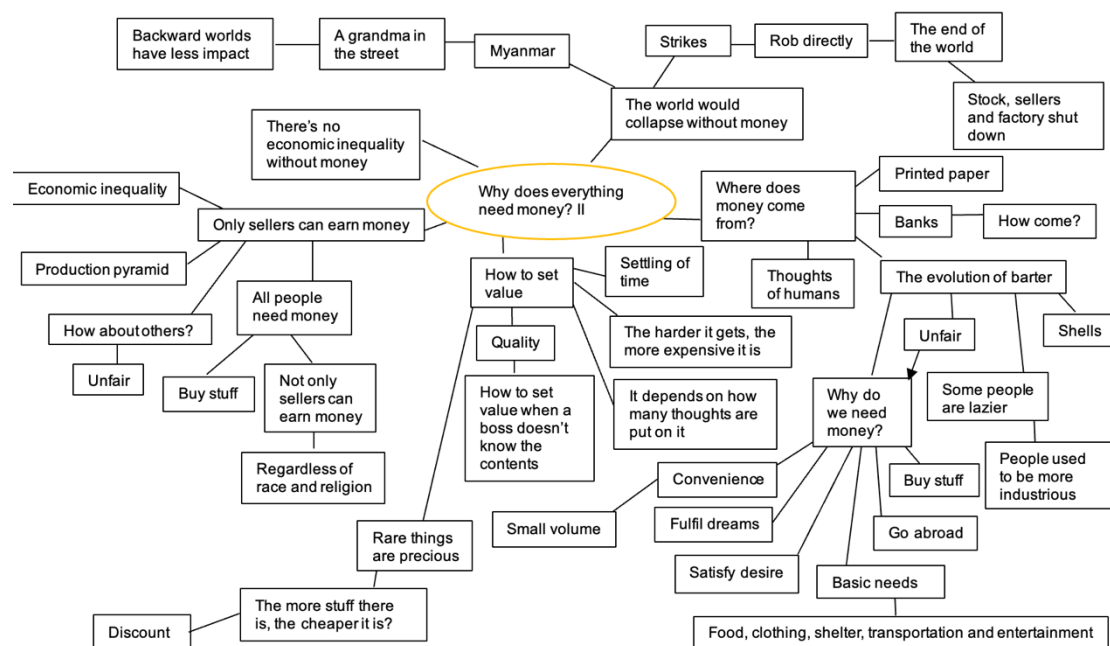 Backward worlds
have less impact
A grandma in
the street
Myanmar
Strikes
Rob directly
The end of
the world
Stock, sellers
and factory shut
down
The world would
collapse without money
There's no
economic inequality
without money
Why does everything
need money? II
Where does
money come
from?
Printed paper
Banks
How come?
Thoughts
of humans
The evolution of barter
Economic inequality
Only sellers can earn money
Production pyramid
How about others?
Unfair
All people
need money
Buy stuff
Not only
sellers can
earn money
Regardless of
race and religion
How to set
value
Settling of
time
Quality
The harder it gets, the
more expensive it is
How to set
value when a
boss doesn't
know the
contents
It depends on how
many thoughts are
put on it
Rare things
are precious
The more stuff there
is, the cheaper it is?
Discount
Unfair
Shells
Some people
are lazier
People used
to be more
industrious
Why do
we need
money?
Convenience
Small volume
Fulfil dreams
Satisfy desire
Basic needs
Go abroad
Buy stuff
Food, clothing, shelter, transportation and entertainment